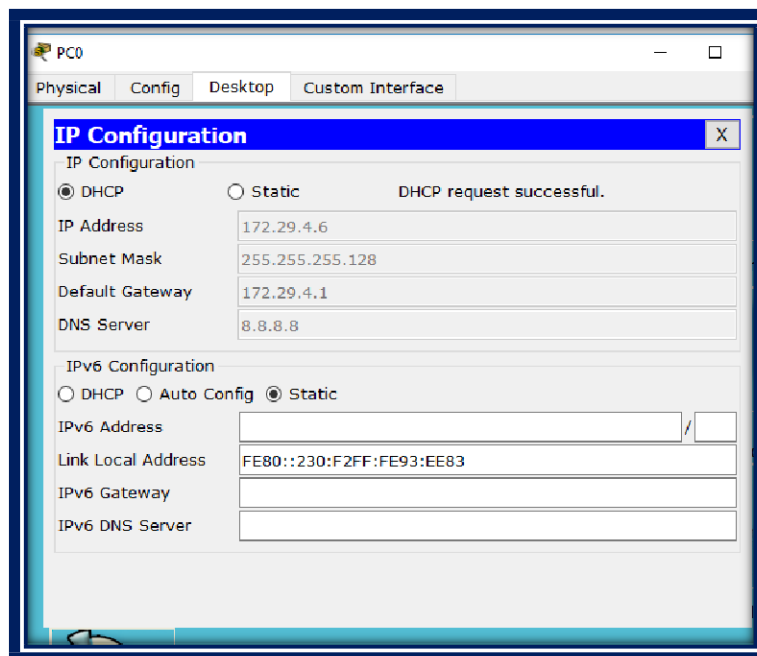 PC0
Physical Config Desktop Custom Interface
IP Configuration X
IP Configuration
DHCP Static DHCP request successful.
IP Address 172.29.4.6
Subnet Mask 255.255.255.128
Default Gateway 172.29.4.1
DNS Server 8.8.8.8
IPv6 Configuration
DHCP Auto Config Static
IPv6 Address /
Link Local Address FE80::230:F2FF:FE93:EE83
IPv6 Gateway
IPv6 DNS Server